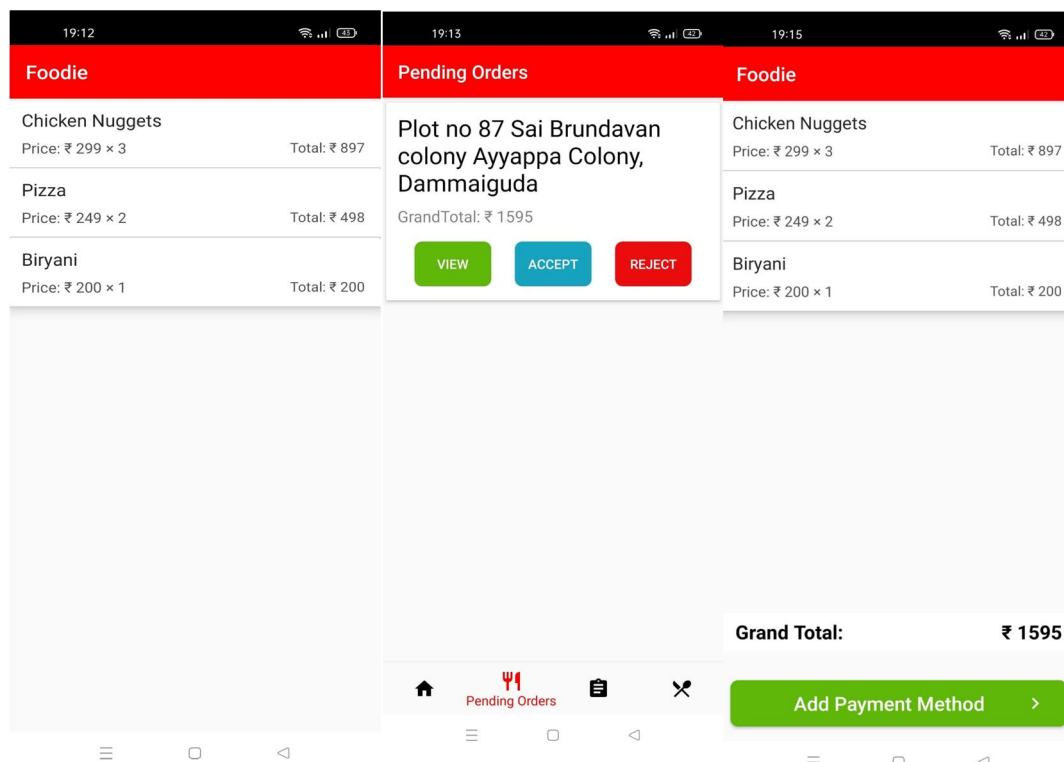 19:12
43
Foodie
Chicken Nuggets
Price: ₹ 299 × 3 Total: ₹ 897
Pizza
Price: ₹ 249 × 2 Total: ₹ 498
Biryani
Price: ₹ 200 × 1 Total: ₹ 200
19:13
42
Pending Orders
Plot no 87 Sai Brundavan
colony Ayyappa Colony,
Dammaiguda
GrandTotal: ₹ 1595
VIEW ACCEPT REJECT
Pending Orders
19:15
42
Foodie
Chicken Nuggets
Price: ₹ 299 × 3 Total: ₹ 897
Pizza
Price: ₹ 249 × 2 Total: ₹ 498
Biryani
Price: ₹ 200 × 1 Total: ₹ 200
Grand Total: ₹ 1595
Add Payment Method